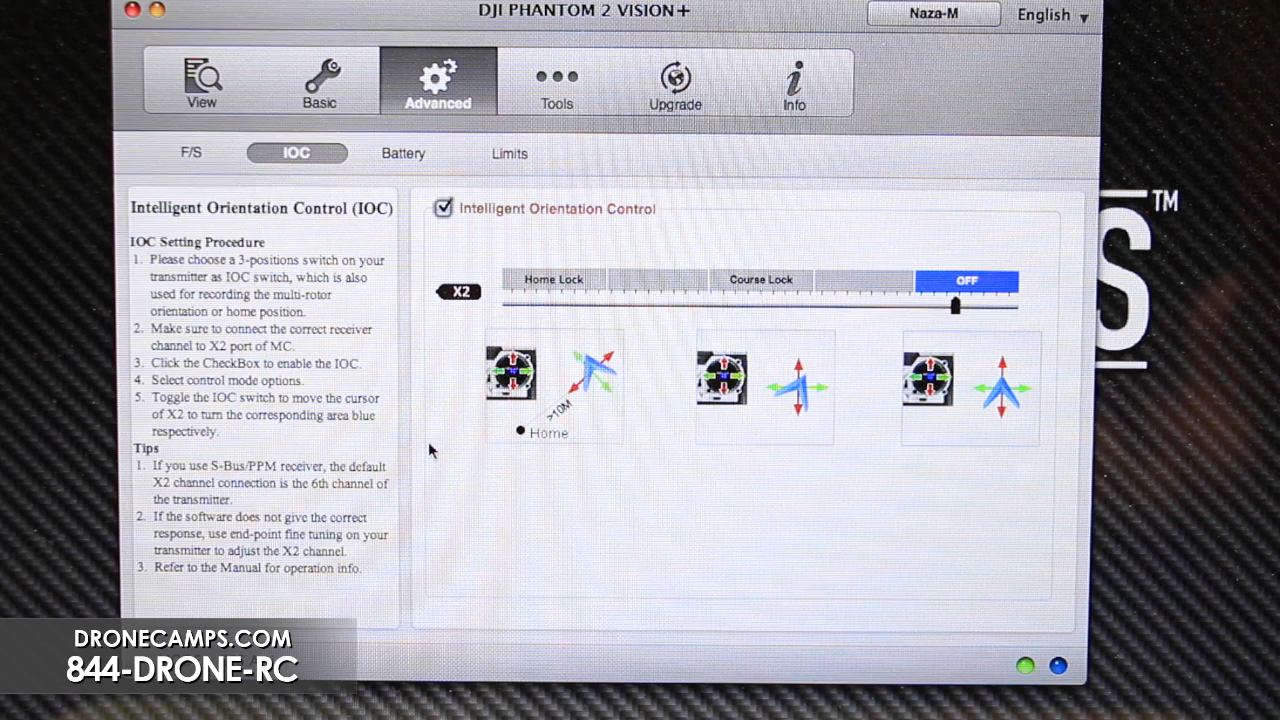 DJI PHANTOM 2 VISION+
Naza-M
English
View
Basic
Advanced
Tools
Upgrade
Info
F/S
IOC
Battery
Limits
Intelligent Orientation Control (IOC)
IOC Setting Procedure
1. Please choose a 3-positions switch on your
transmitter as IOC switch, which is also
used for recording the multi-rotor
orientation or home position.
2. Make sure to connect the correct receiver
channel to X2 port of MC.
3. Click the CheckBox to enable the IOC.
4. Select control mode options.
5. Toggle the IOC switch to move the cursor
of X2 to turn the corresponding area blue
respectively.
Tips
1. If you use S-Bus/PPM receiver, the default
X2 channel connection is the 6th channel of
the transmitter.
2. If the software does not give the correct
response, use end-point fine tuning on your
transmitter to adjust the X2 channel.
3. Refer to the Manual for operation info.
Intelligent Orientation Control
X2
Home Lock
Course Lock
OFF
>10M
Home
S™
DRONECAMPS.COM
844-DRONE-RC